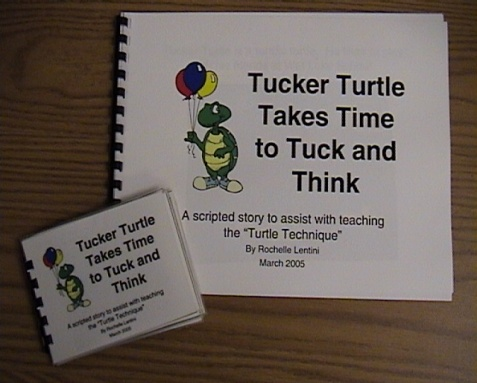 Tucker Turtle
Takes Time
to Tuck and
Think
A scripted story to assist with teaching
the "Turtle Technique"
By Rochelle Lentini
March 2005
Tucker Turtle
Takes Time
to Tuck and
Think
A scripted story to assist with teaching
the "Turtle Technique"
By Rochelle Lentini
March 2005